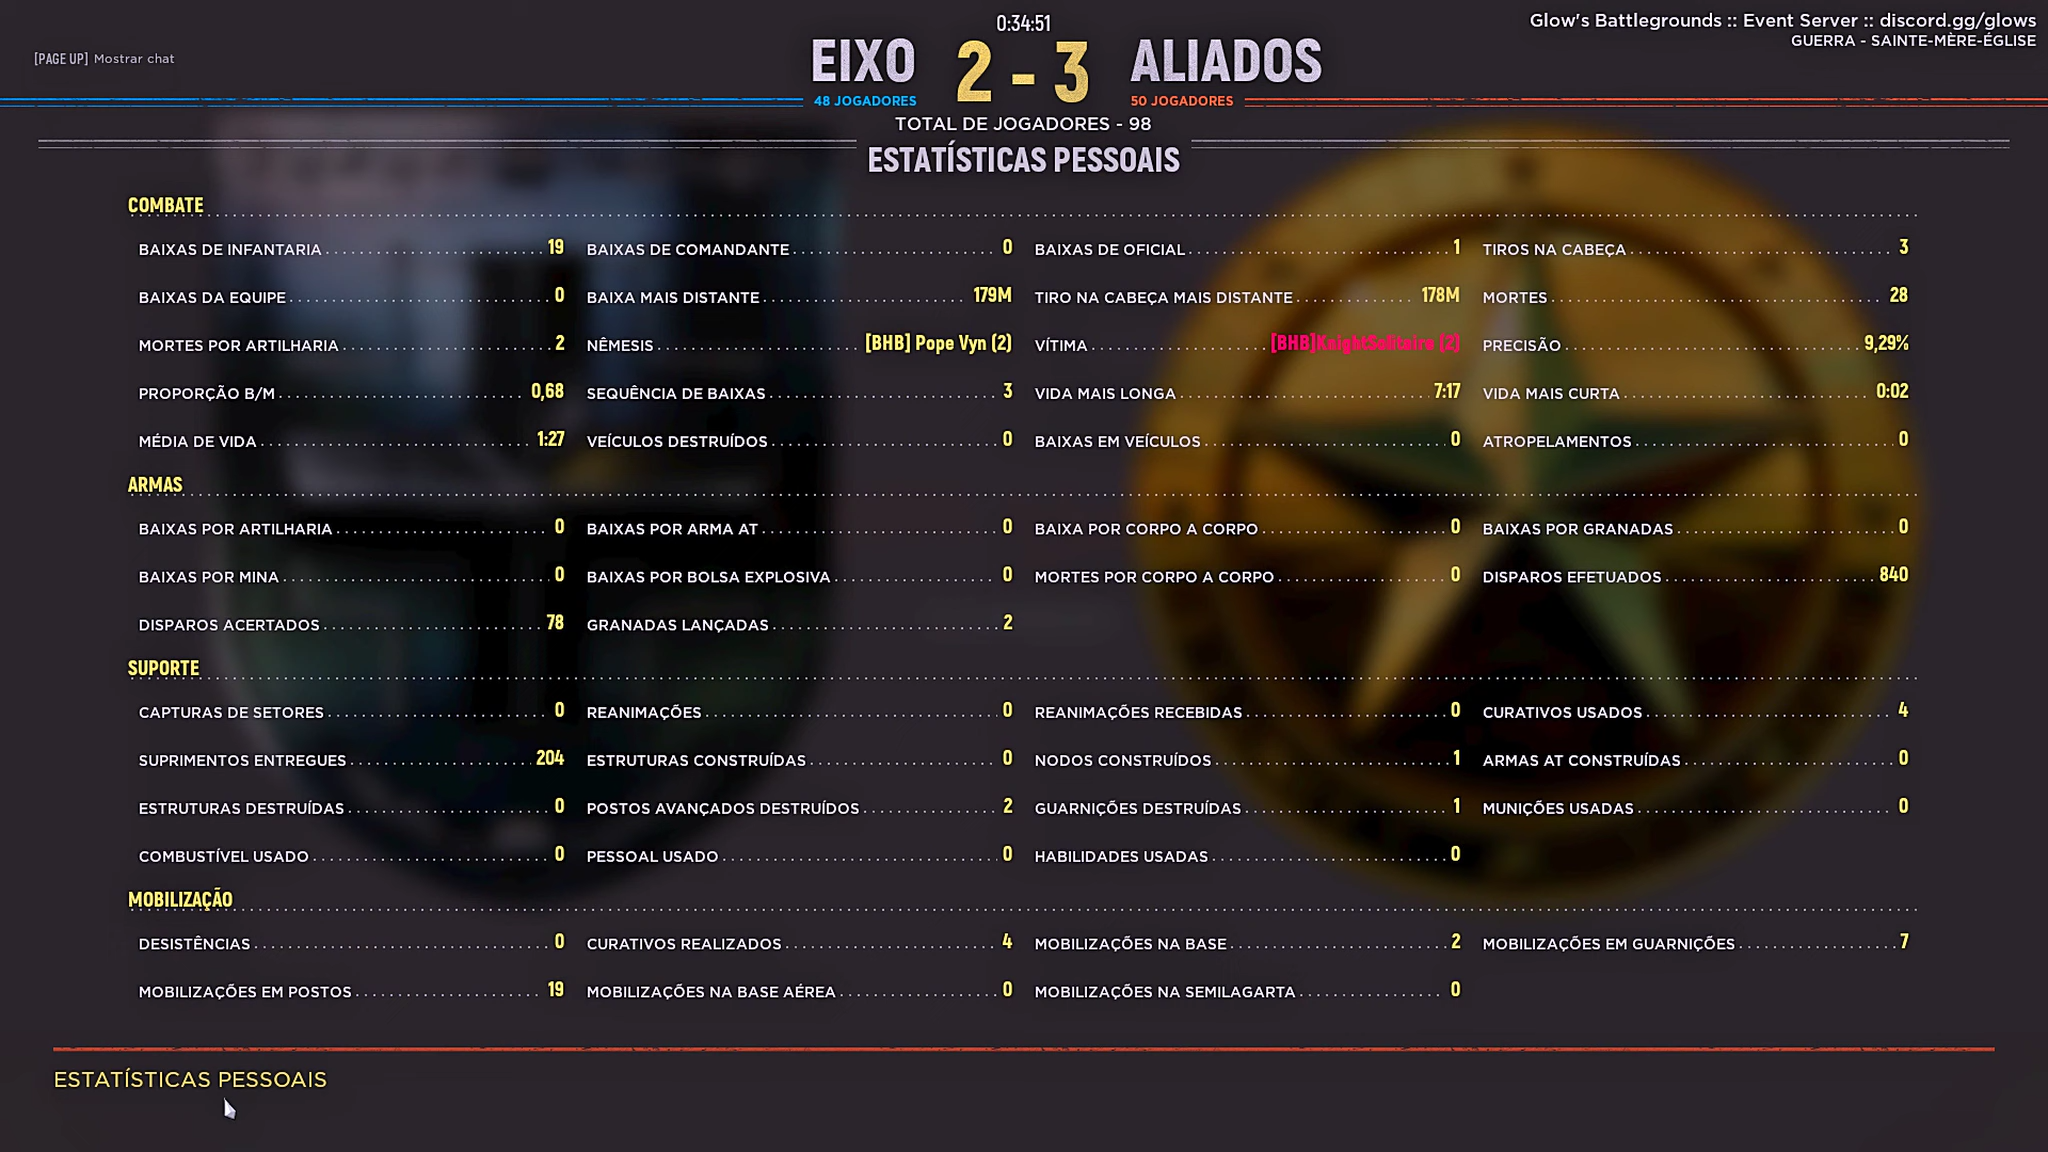 0:34:51
Glow's Battlegrounds :: Event Server :: discord.gg/glows
GUERRA - SAINTE-MÈRE-ÉGLISE
[PAGE UP] Mostrar chat
EIXO 2 - 3 ALIADOS
48 JOGADORES 50 JOGADORES
TOTAL DE JOGADORES - 98
ESTATÍSTICAS PESSOAIS
COMBATE
BAIXAS DE INFANTARIA 19 BAIXAS DE COMANDANTE 0 BAIXAS DE OFICIAL 1 TIROS NA CABEÇA 3
BAIXAS DA EQUIPE 0 BAIXA MAIS DISTANTE 179M TIRO NA CABEÇA MAIS DISTANTE 178M MORTES 28
MORTES POR ARTILHARIA 2 NÊMESIS [BHB] Pope Vyn (2) VÍTIMA [BHB]KnightSolitaire (2) PRECISÃO 9,29%
PROPORÇÃO B/M 0,68 SEQUÊNCIA DE BAIXAS 3 VIDA MAIS LONGA 7:17 VIDA MAIS CURTA 0:02
MÉDIA DE VIDA 1:27 VEÍCULOS DESTRUÍDOS 0 BAIXAS EM VEÍCULOS 0 ATROPELAMENTOS 0
ARMAS
BAIXAS POR ARTILHARIA 0 BAIXAS POR ARMA AT 0 BAIXA POR CORPO A CORPO 0 BAIXAS POR GRANADAS 0
BAIXAS POR MINA 0 BAIXAS POR BOLSA EXPLOSIVA 0 MORTES POR CORPO A CORPO 0 DISPAROS EFETUADOS 840
DISPAROS ACERTADOS 78 GRANADAS LANÇADAS 2
SUPORTE
CAPTURAS DE SETORES 0 REANIMAÇÕES 0 REANIMAÇÕES RECEBIDAS 0 CURATIVOS USADOS 4
SUPRIMENTOS ENTREGUES 204 ESTRUTURAS CONSTRUÍDAS 0 NODOS CONSTRUÍDOS 1 ARMAS AT CONSTRUÍDAS 0
ESTRUTURAS DESTRUÍDAS 0 POSTOS AVANÇADOS DESTRUÍDOS 2 GUARNIÇÕES DESTRUÍDAS 1 MUNIÇÕES USADAS 0
COMBUSTÍVEL USADO 0 PESSOAL USADO 0 HABILIDADES USADAS 0
MOBILIZAÇÃO
DESISTÊNCIAS 0 CURATIVOS REALIZADOS 4 MOBILIZAÇÕES NA BASE 2 MOBILIZAÇÕES EM GUARNIÇÕES 7
MOBILIZAÇÕES EM POSTOS 19 MOBILIZAÇÕES NA BASE AÉREA 0 MOBILIZAÇÕES NA SEMILAGARTA 0
ESTATÍSTICAS PESSOAIS